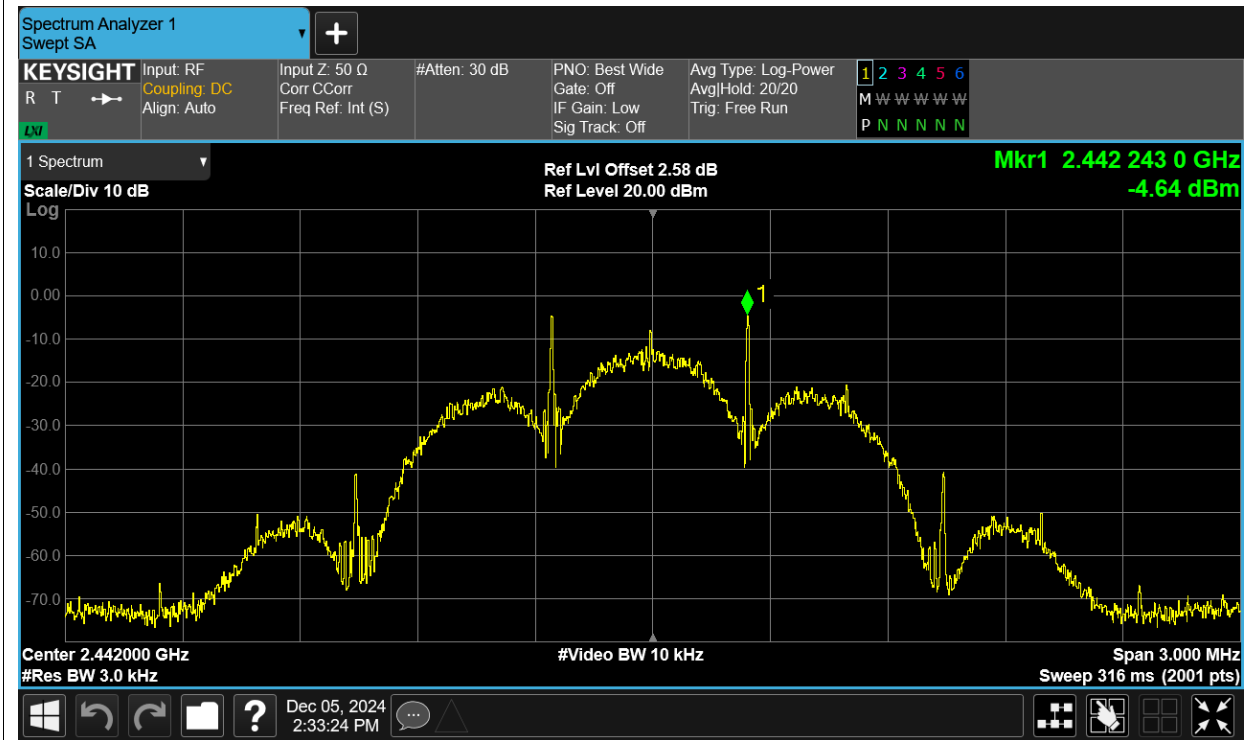 Spectrum Analyzer 1
Swept SA
KEYSIGHT
R T
LXI
Input: RF
Coupling: DC
Align: Auto
Input Z: 50 Ω
Corr CCorr
Freq Ref: Int (S)
#Atten: 30 dB
PNO: Best Wide
Gate: Off
IF Gain: Low
Sig Track: Off
Avg Type: Log-Power
Avg|Hold: 20/20
Trig: Free Run
1 2 3 4 5 6
M W W W W W
P N N N N N
1 Spectrum
Scale/Div 10 dB
Log
Ref Lvl Offset 2.58 dB
Ref Level 20.00 dBm
Mkr1 2.442 243 0 GHz
-4.64 dBm
10.0
0.00
1
-10.0
-20.0
-30.0
-40.0
-50.0
-60.0
-70.0
Center 2.442000 GHz
#Res BW 3.0 kHz
#Video BW 10 kHz
Span 3.000 MHz
Sweep 316 ms (2001 pts)
?
Dec 05, 2024
2:33:24 PM